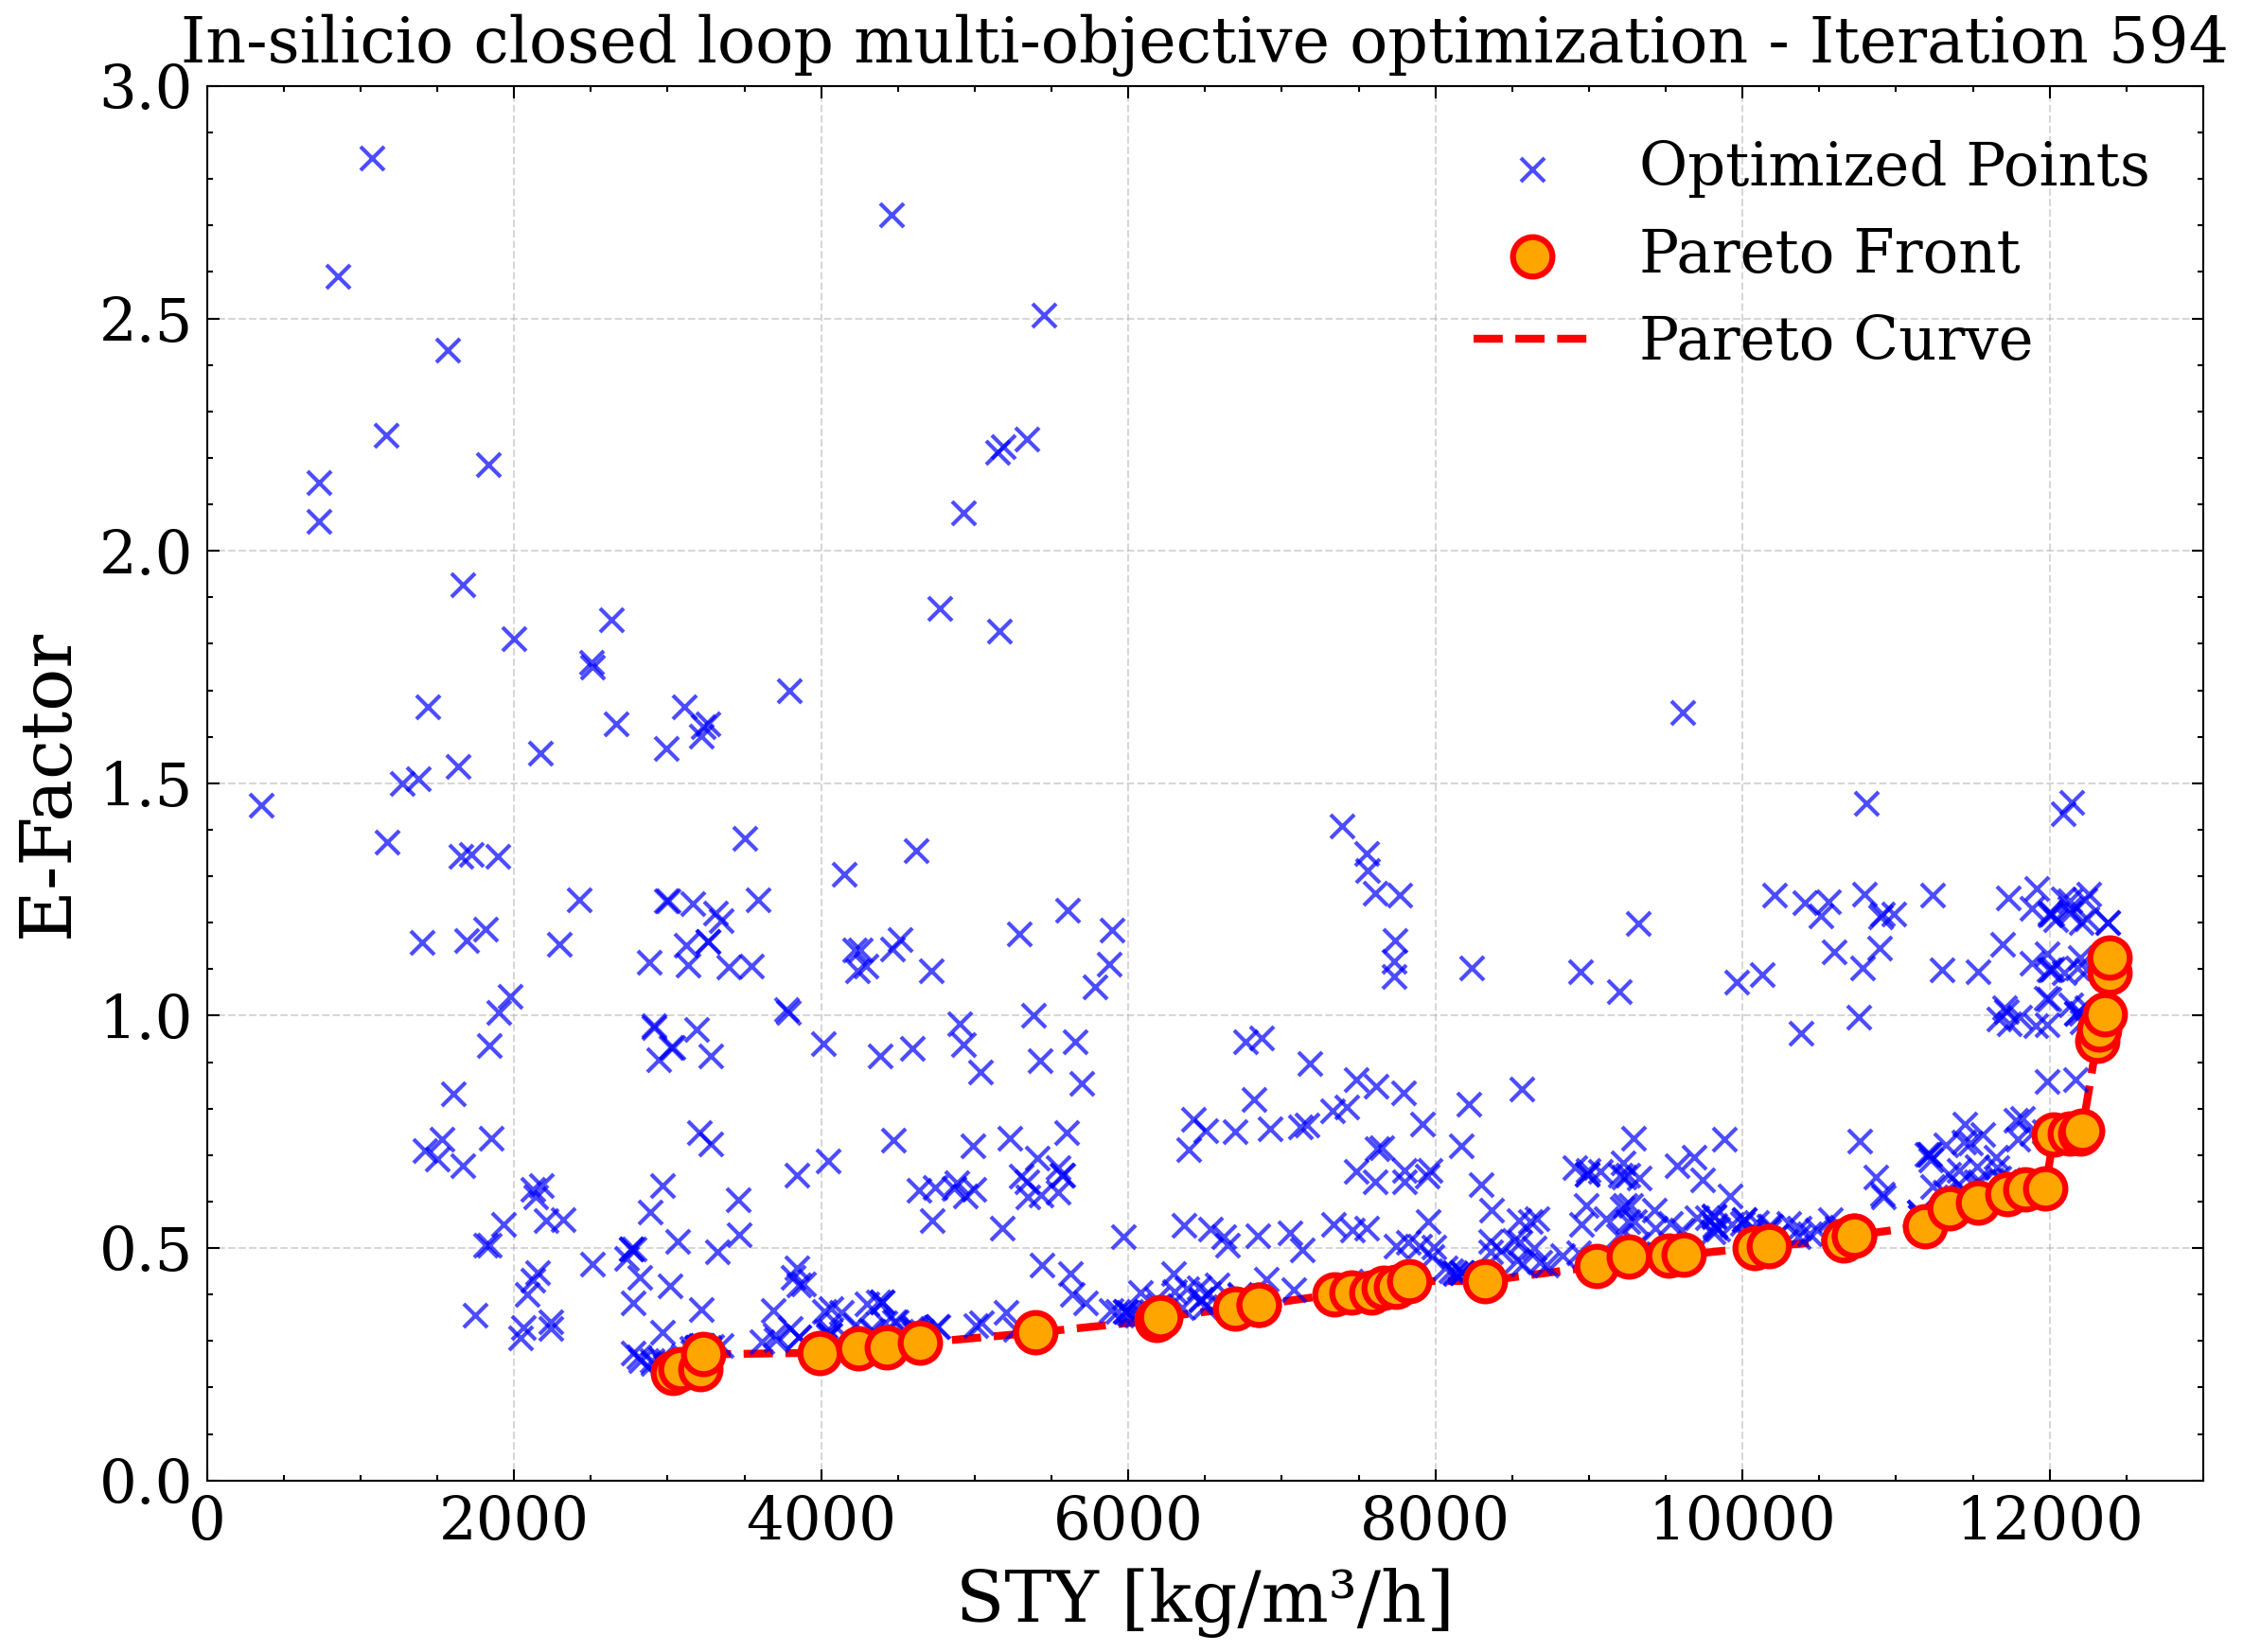 In-silicio closed loop multi-objective optimization - Iteration 594
3.0
2.5
2.0
1.5
1.0
0.5
0.0
E-Factor
Optimized Points
Pareto Front
Pareto Curve
0 2000 4000 6000 8000 10000 12000
STY [kg/m³/h]